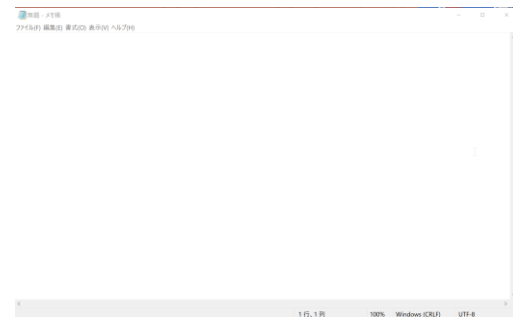 無題 - メモ帳
ファイル(F) 編集(E) 書式(O) 表示(V) ヘルプ(H)
1 行、1 列 100% Windows (CRLF) UTF-8